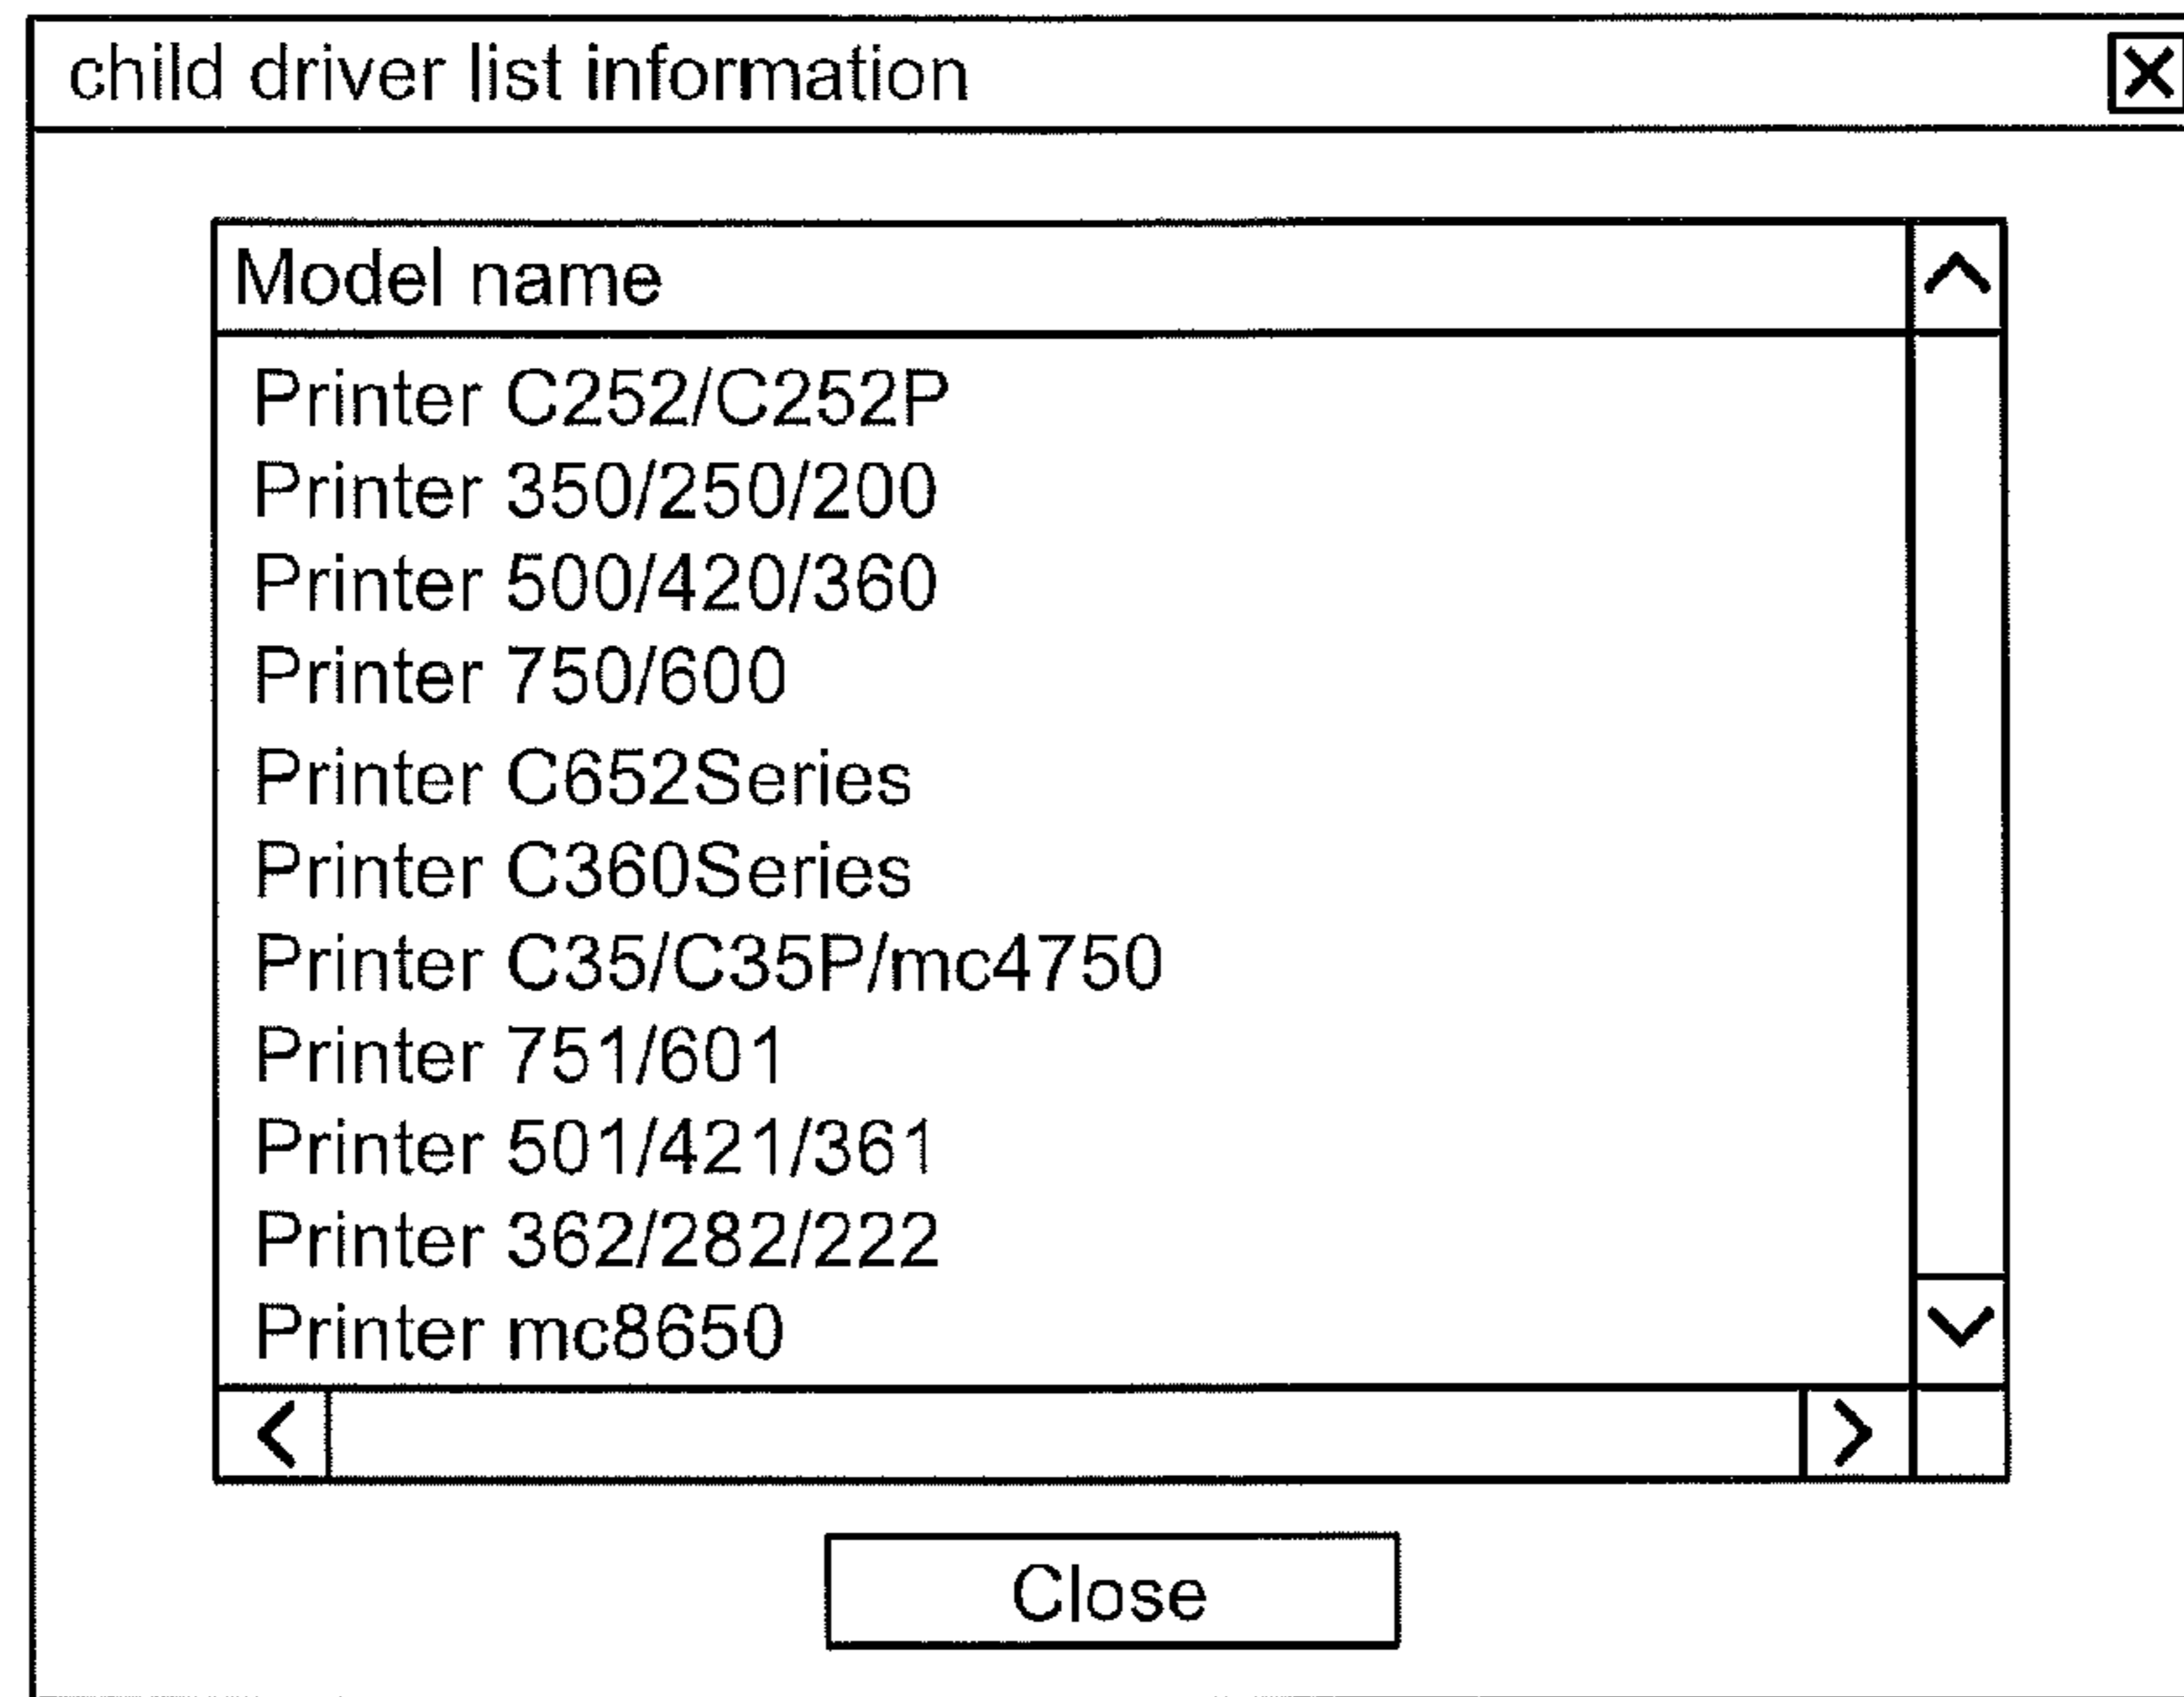 child driver list information
Model name
Printer C252/C252P
Printer 350/250/200
Printer 500/420/360
Printer 750/600
Printer C652Series
Printer C360Series
Printer C35/C35P/mc4750
Printer 751/601
Printer 501/421/361
Printer 362/282/222
Printer mc8650
Close